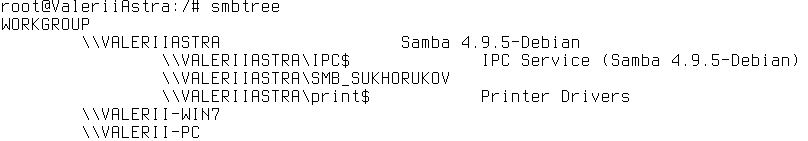 root@ValeriiAstra:/# smbtree
WORKGROUP
\\VALERIIASTRA Samba 4.9.5-Debian
\\VALERIIASTRA\IPC$ IPC Service (Samba 4.9.5-Debian)
\\VALERIIASTRA\SMB_SUKHORUKOV
\\VALERIIASTRA\print$ Printer Drivers
\\VALERII-WIN7
\\VALERII-PC